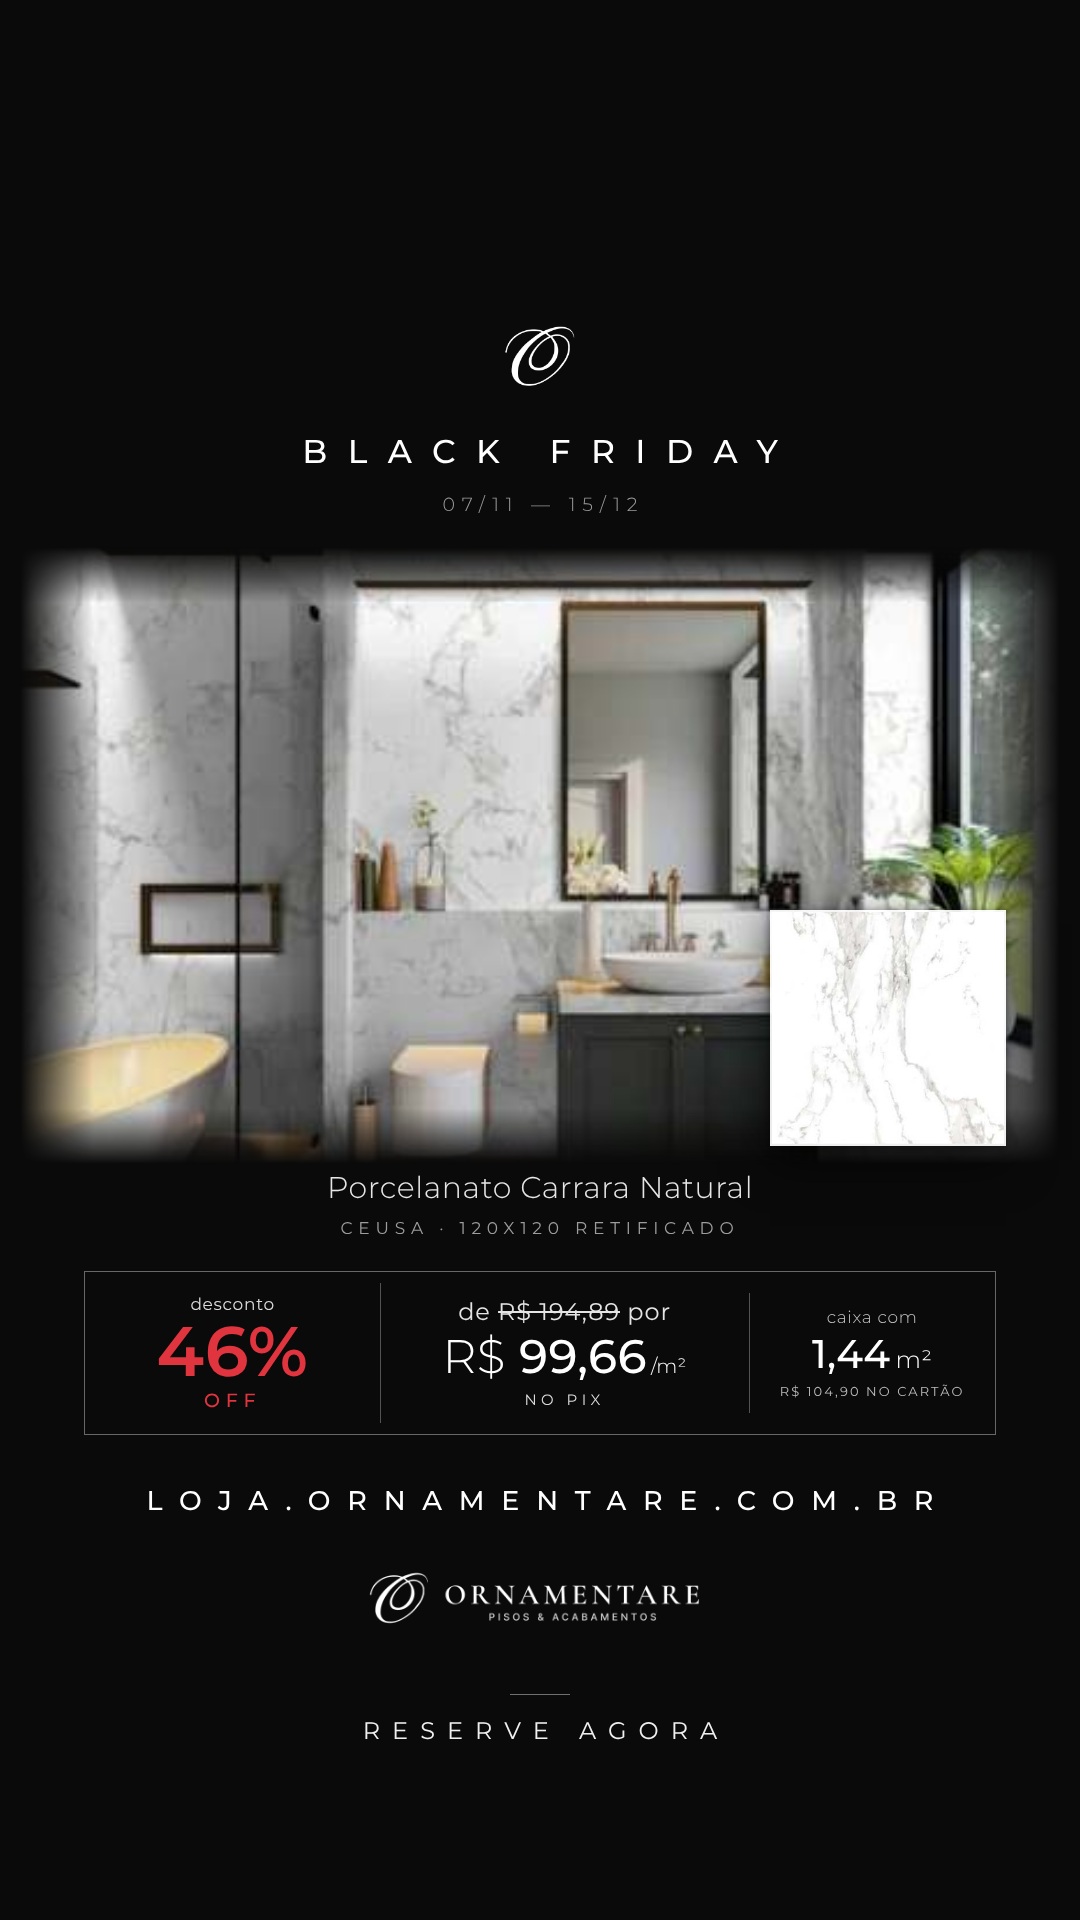 O
BLACK FRIDAY
07/11 — 15/12
Porcelanato Carrara Natural
CEUSA · 120X120 RETIFICADO
desconto
46%
OFF
de R$ 194,89 por
R$ 99,66/m²
NO PIX
caixa com
1,44 m²
R$ 104,90 NO CARTÃO
LOJA.ORNAMENTARE.COM.BR
O ORNAMENTARE
PISOS & ACABAMENTOS
RESERVE AGORA